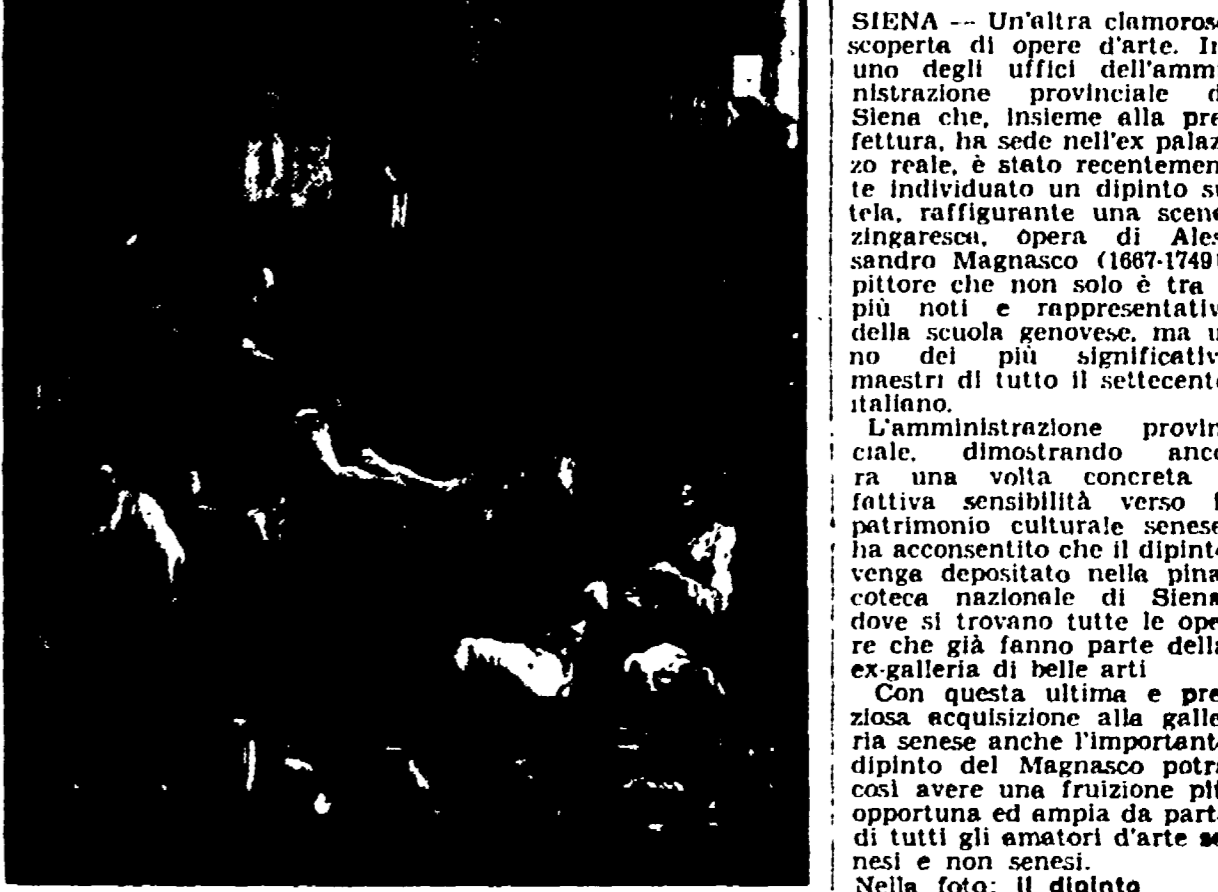 SIENA -- Un'altra clamoros
scoperta di opere d'arte. In
uno degli uffici dell'ammi
nistrazione provinciale d
Siena che, insieme alla pre
fettura, ha sede nell'ex palaz
zo reale, è stato recentemen
te individuato un dipinto su
tela, raffigurante una scena
zingaresca, opera di Ales
sandro Magnasco (1667-1749)
pittore che non solo è tra
più noti e rappresentativ
della scuola genovese, ma u
no dei più significativ
maestri di tutto il settecento
italiano.
L'amministrazione provin
ciale, dimostrando anco
ra una volta concreta
fattiva sensibilità verso i
patrimonio culturale senese
ha acconsentito che il dipinto
venga depositato nella pina
coteca nazionale di Siena
dove si trovano tutte le ope
re che già fanno parte della
ex-galleria di belle arti
Con questa ultima e pre
ziosa acquisizione alla galle
ria senese anche l'importante
dipinto del Magnasco potrà
così avere una fruizione più
opportuna ed ampia da parte
di tutti gli amatori d'arte se
nesi e non senesi.
Nella foto: il dipinto